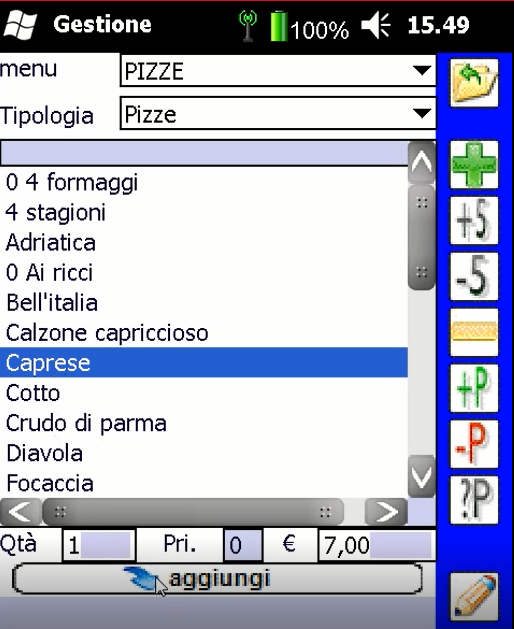 Gestione 100% 15.49
menu PIZZE
Tipologia Pizze
0 4 formaggi
4 stagioni
Adriatica
0 Ai ricci
Bell'italia
Calzone capriccioso
Caprese
Cotto
Crudo di parma
Diavola
Focaccia
+5
-5
+P
-P
?P
Qtà 1 Pri. 0 € 7,00
aggiungi